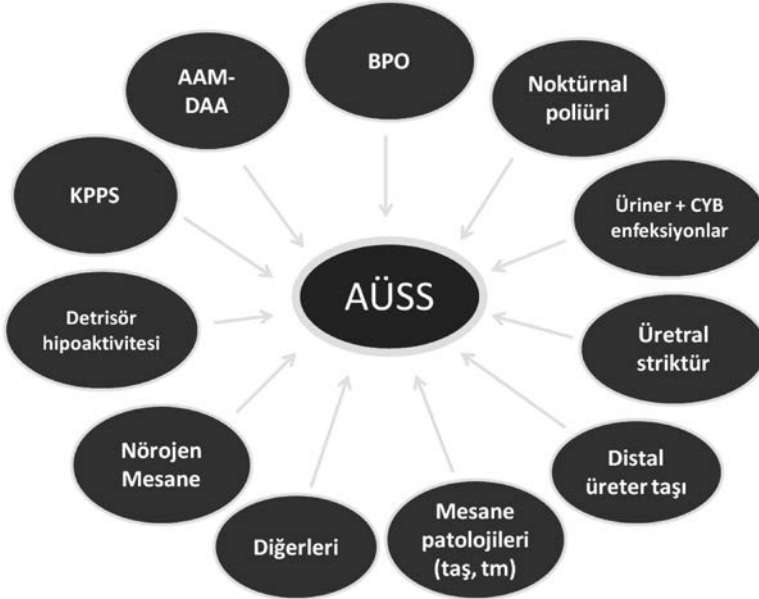 BPO
AAM-
DAA
Noktürnal
poliüri
KPPS
Üriner + CYB
enfeksiyonlar
AÜSS
Detrisör
hipoaktivitesi
Üretral
striktür
Nörojen
Mesane
Distal
üreter taşı
Diğerleri
Mesane
patolojileri
(taş, tm)